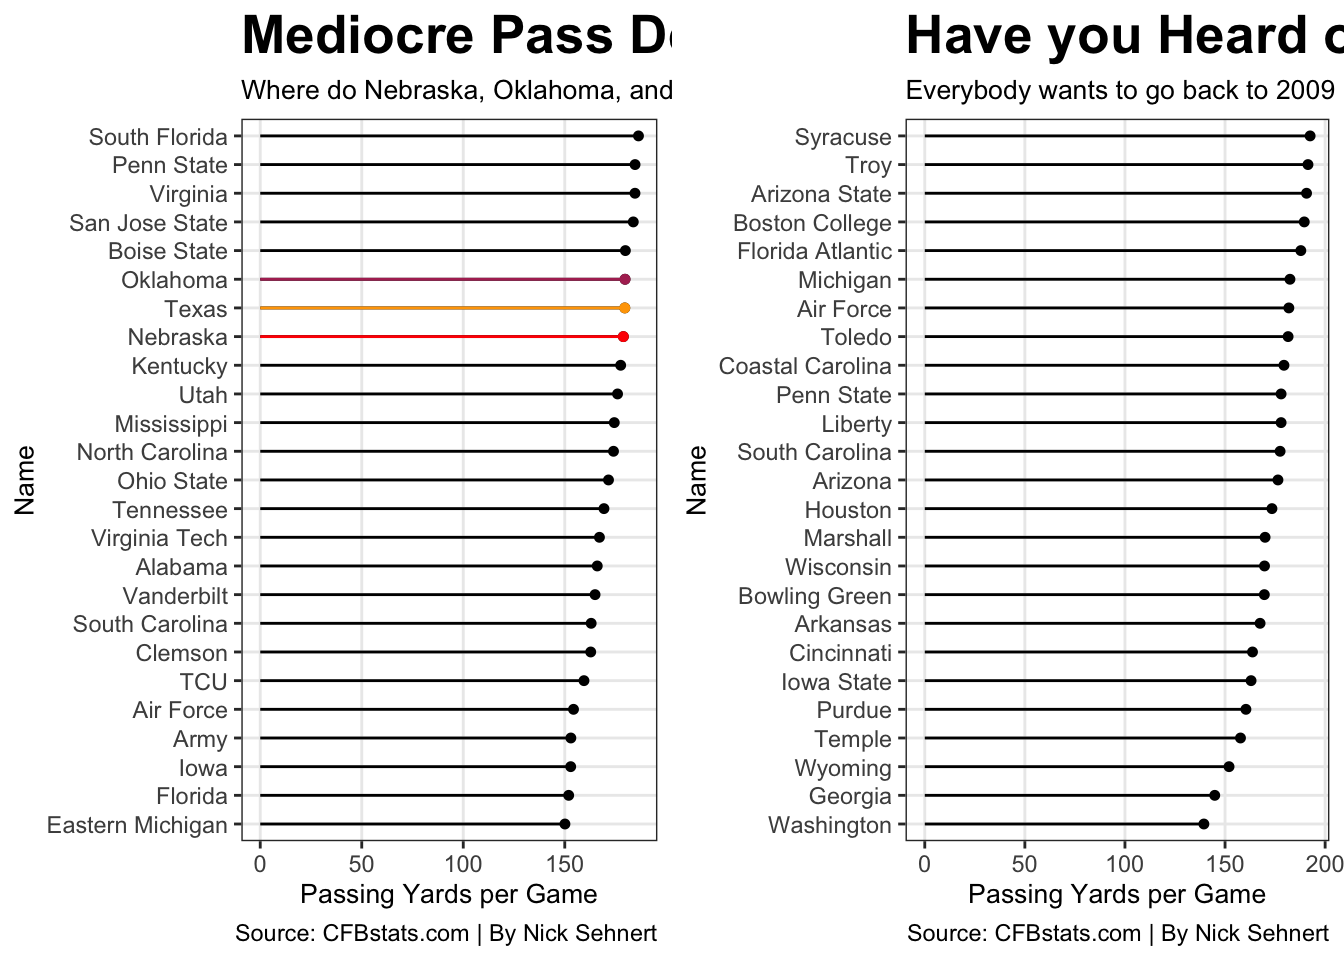 Mediocre Pass D
Where do Nebraska, Oklahoma, and
South Florida
Penn State
Virginia
San Jose State
Boise State
Oklahoma
Texas
Nebraska
Kentucky
Utah
Mississippi
North Carolina
Ohio State
Tennessee
Virginia Tech
Alabama
Vanderbilt
South Carolina
Clemson
TCU
Air Force
Army
Iowa
Florida
Eastern Michigan
Name
0 50 100 150
Passing Yards per Game
Source: CFBstats.com | By Nick Sehnert
Have you Heard
Everybody wants to go back to 2009
Syracuse
Troy
Arizona State
Boston College
Florida Atlantic
Michigan
Air Force
Toledo
Coastal Carolina
Penn State
Liberty
South Carolina
Arizona
Houston
Marshall
Wisconsin
Bowling Green
Arkansas
Cincinnati
Iowa State
Purdue
Temple
Wyoming
Georgia
Washington
Name
0 50 100 150 200
Passing Yards per Game
Source: CFBstats.com | By Nick Sehnert